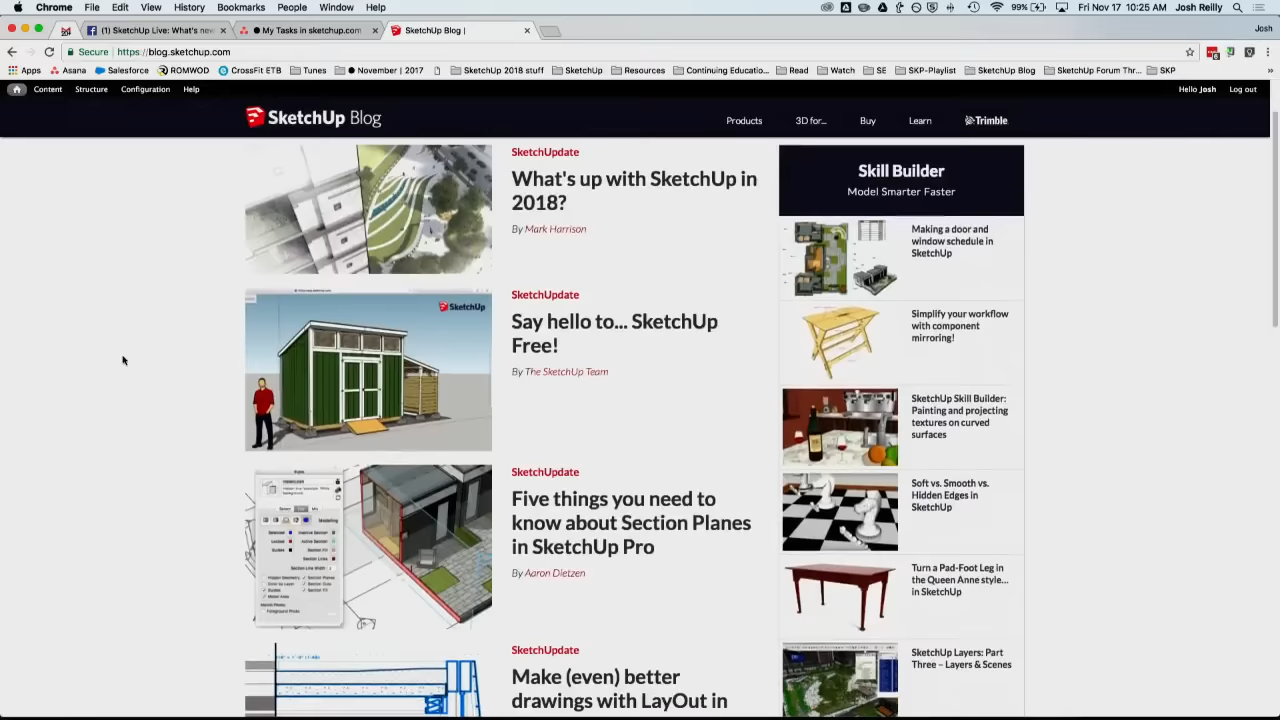 Chrome File Edit View History Bookmarks People Window Help
99% Fri Nov 17 10:25 AM Josh Reilly
(1) SketchUp Live: What's new
My Tasks in sketchup.com
SketchUp Blog |
Josh
Secure https://blog.sketchup.com
Apps Asana Salesforce ROMWOD CrossFit ETB Tunes November | 2017 SketchUp 2018 stuff SketchUp Resources Continuing Educatio... Read Watch SE SKP-Playlist SketchUp Blog SketchUp Forum Thr... SKP
Content Structure Configuration Help
Hello Josh Log out
SketchUp Blog
Products 3D for... Buy Learn Trimble
SketchUpdate
What's up with SketchUp in
2018?
By Mark Harrison
SketchUpdate
Say hello to... SketchUp
Free!
By The SketchUp Team
SketchUp
SketchUpdate
Five things you need to
know about Section Planes
in SketchUp Pro
By Aaron Dietzen
SketchUpdate
Make (even) better
drawings with LayOut in
Skill Builder
Model Smarter Faster
Making a door and
window schedule in
SketchUp
Simplify your workflow
with component
mirroring!
SketchUp Skill Builder:
Painting and projecting
textures on curved
surfaces
Soft vs. Smooth vs.
Hidden Edges in
SketchUp
Turn a Pad-Foot Leg in
the Queen Anne style...
in SketchUp
SketchUp Layers: Part
Three – Layers & Scenes